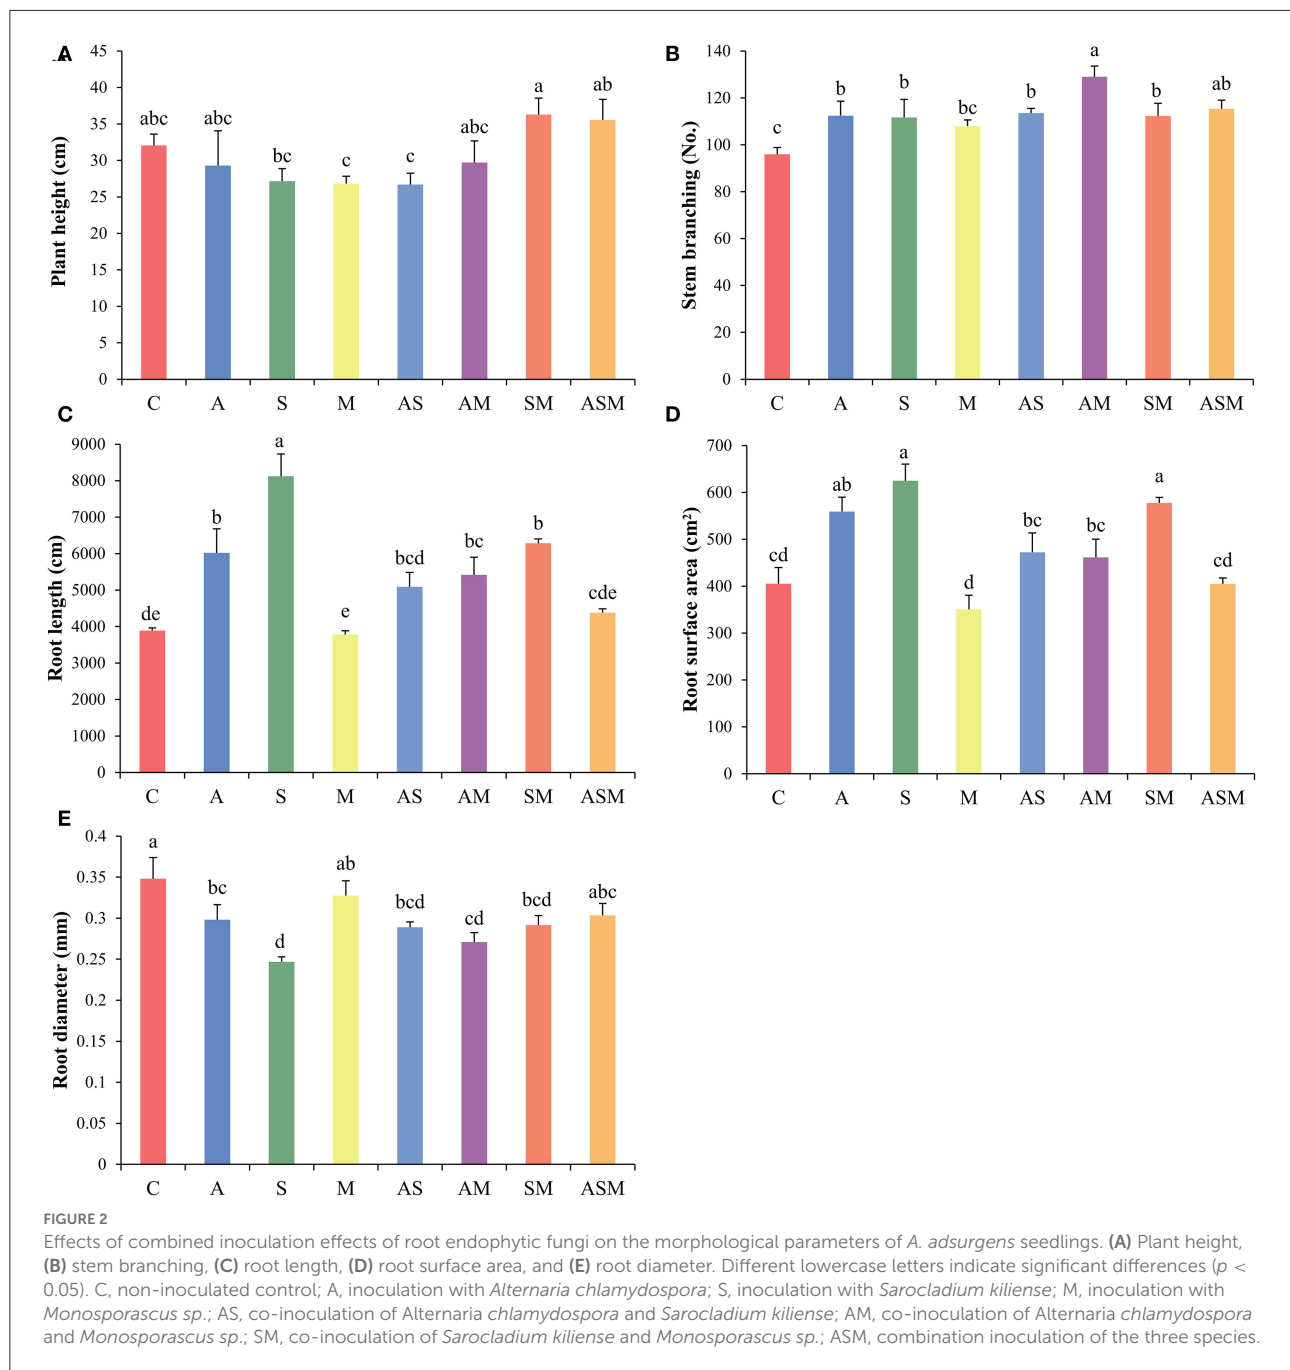 A
45
40
35
30
25
20
15
10
5
0
Plant height (cm)
abc abc bc c c abc a ab
C A S M AS AM SM ASM
B
140
120
100
80
60
40
20
0
Stem branching (No.)
c b b bc b a b ab
C A S M AS AM SM ASM
C
9000
8000
7000
6000
5000
4000
3000
2000
1000
0
Root length (cm)
de b a e bcd bc b cde
C A S M AS AM SM ASM
D
700
600
500
400
300
200
100
0
Root surface area (cm²)
cd ab a d bc bc a cd
C A S M AS AM SM ASM
E
0.4
0.35
0.3
0.25
0.2
0.15
0.1
0.05
0
Root diameter (mm)
a bc d ab bcd cd bcd abc
C A S M AS AM SM ASM
FIGURE 2
Effects of combined inoculation effects of root endophytic fungi on the morphological parameters of A. adsurgens seedlings. (A) Plant height,
(B) stem branching, (C) root length, (D) root surface area, and (E) root diameter. Different lowercase letters indicate significant differences (p <
0.05). C, non-inoculated control; A, inoculation with Alternaria chlamydospora; S, inoculation with Sarocladium kiliense; M, inoculation with
Monosporascus sp.; AS, co-inoculation of Alternaria chlamydospora and Sarocladium kiliense; AM, co-inoculation of Alternaria chlamydospora
and Monosporascus sp.; SM, co-inoculation of Sarocladium kiliense and Monosporascus sp.; ASM, combination inoculation of the three species.